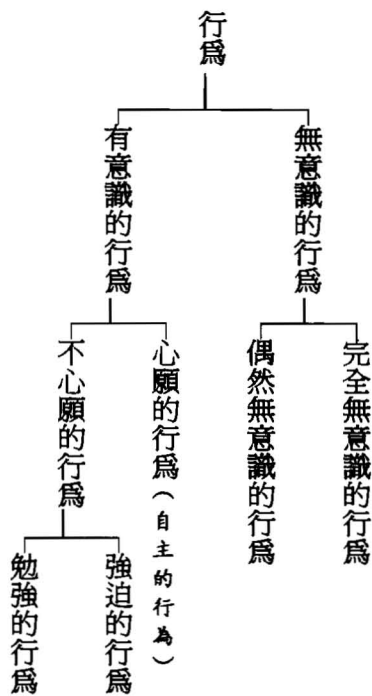 行爲
無意識的行爲
有意識的行爲
完全無意識的行爲
偶然無意識的行爲
心願的行爲（自主的行為）
不心願的行爲
強迫的行爲
勉強的行爲